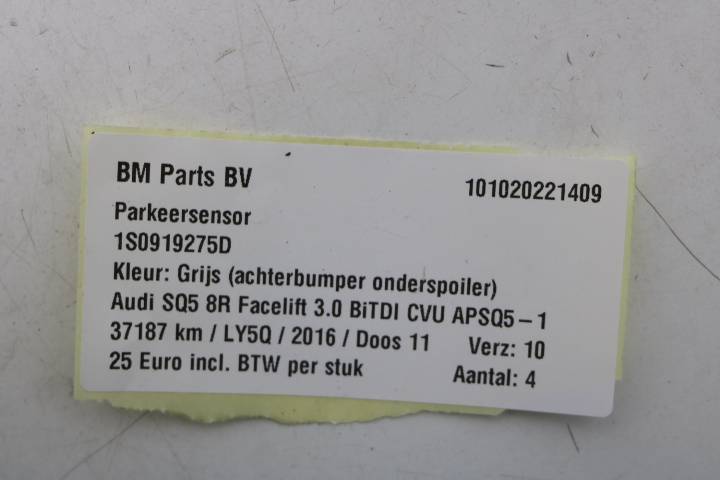 BM Parts BV 101020221409
Parkeersensor
1S0919275D
Kleur: Grijs (achterbumper onderspoiler)
Audi SQ5 8R Facelift 3.0 BiTDI CVU APSQ5-1
37187 km / LY5Q / 2016 / Doos 11 Verz: 10
25 Euro incl. BTW per stuk Aantal: 4